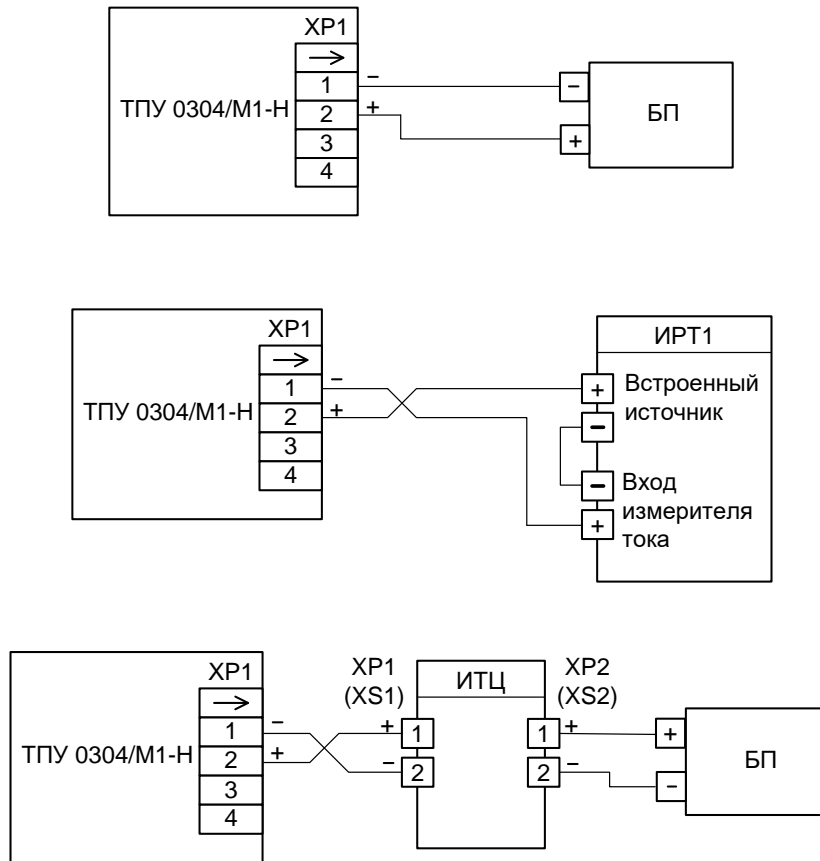 XP1
→
1
−
2
+
3
4
ТПУ 0304/М1-Н
−
+
БП
XP1
→
1
−
2
+
3
4
ТПУ 0304/М1-Н
ИРТ1
+
Встроенный
источник
−
−
Вход
измерителя
+
тока
XP1
→
1
−
2
+
3
4
ТПУ 0304/М1-Н
XP1
(XS1)
ИТЦ
XP2
(XS2)
+
1
−
2
1
+
2
−
+
−
БП